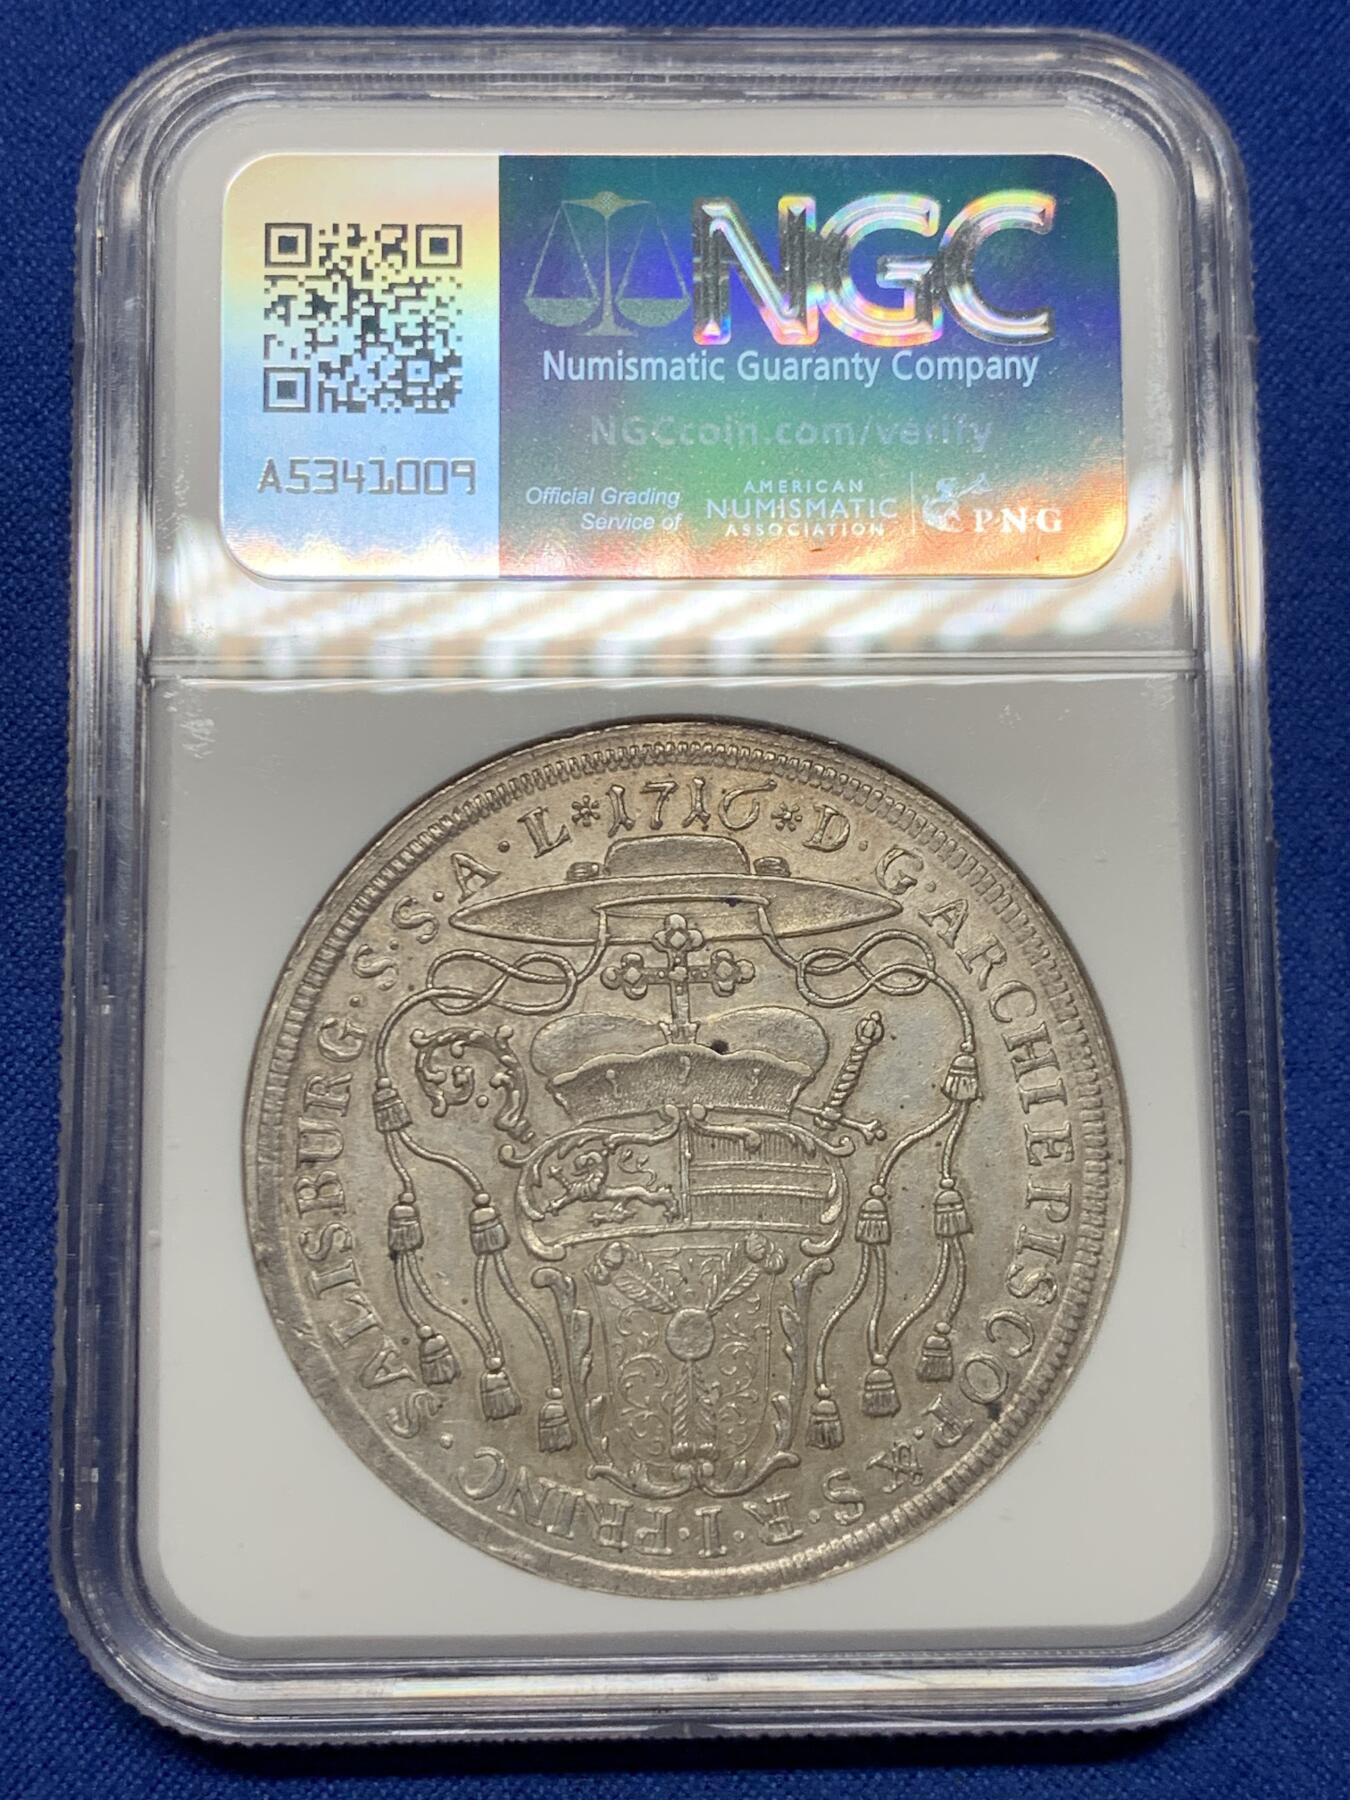 NGC
Numismatic Guaranty Company
NGCcoin.com/verify
A5341009
Official Grading
Service of
AMERICAN
NUMISMATIC
ASSOCIATION
PNG
*1716* D·G·ARCHIEPISCOP·& S·R·I·PRINC·SALISBURG·S·S·A·L